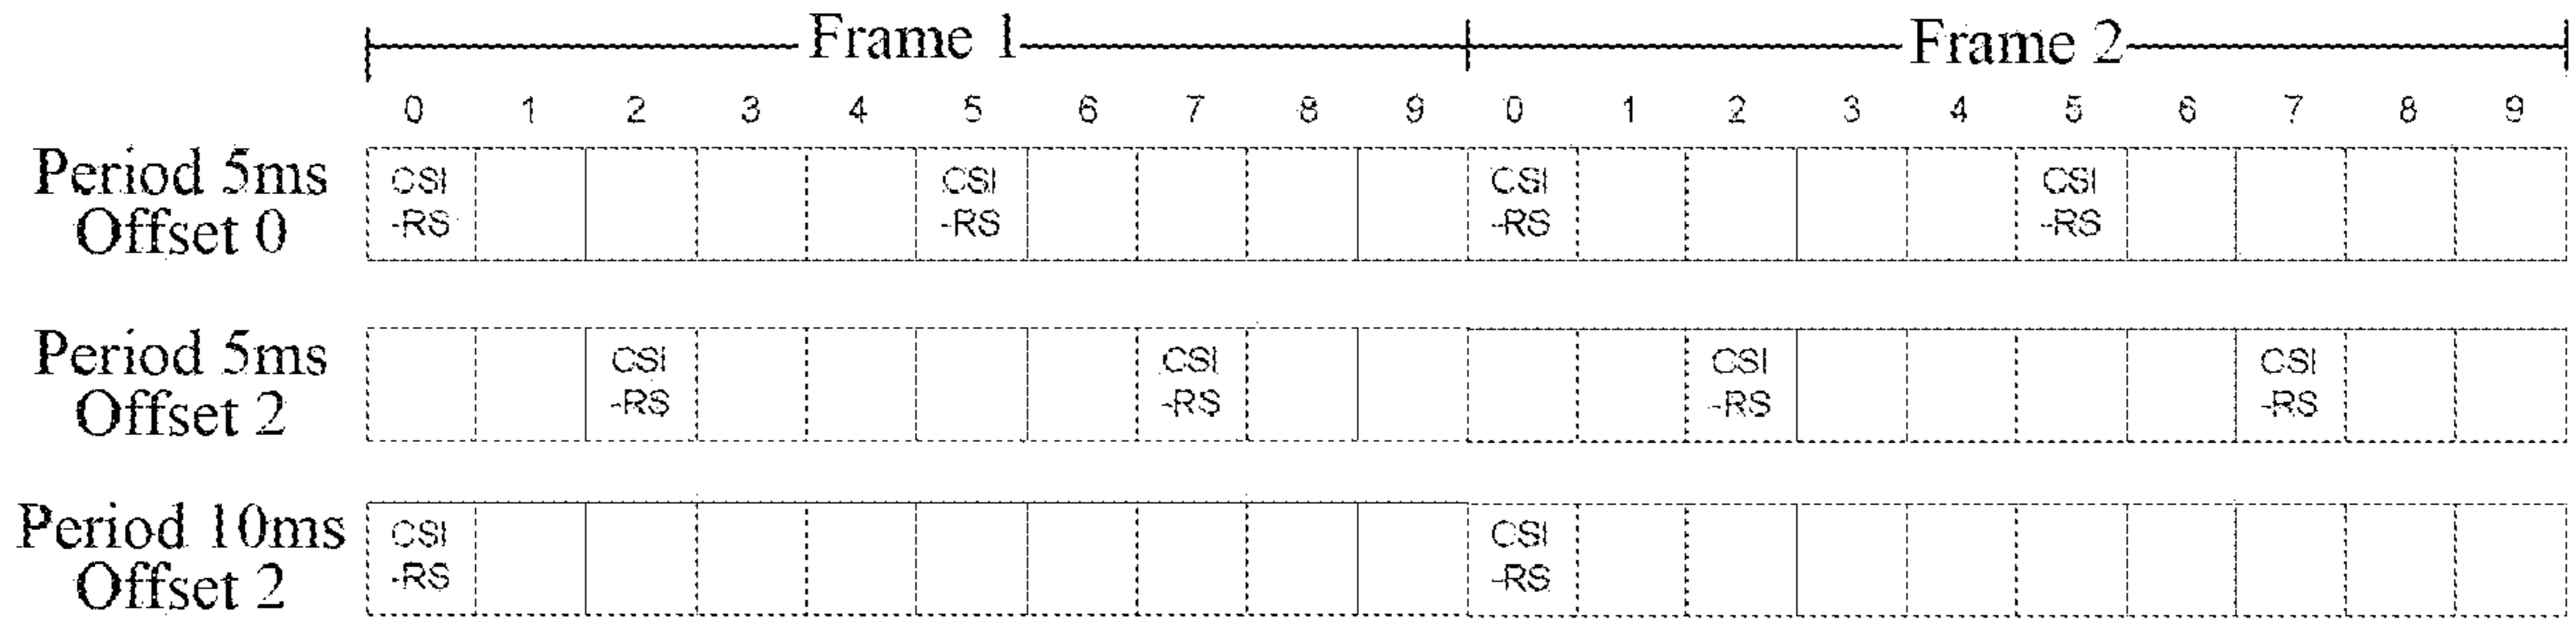 Frame 1 Frame 2
0 1 2 3 4 5 6 7 8 9 0 1 2 3 4 5 6 7 8 9
Period 5ms
Offset 0
CSI CSI CSI CSI
-RS -RS -RS -RS
Period 5ms
Offset 2
CSI CSI CSI CSI
-RS -RS -RS -RS
Period 10ms
Offset 2
CSI CSI
-RS -RS